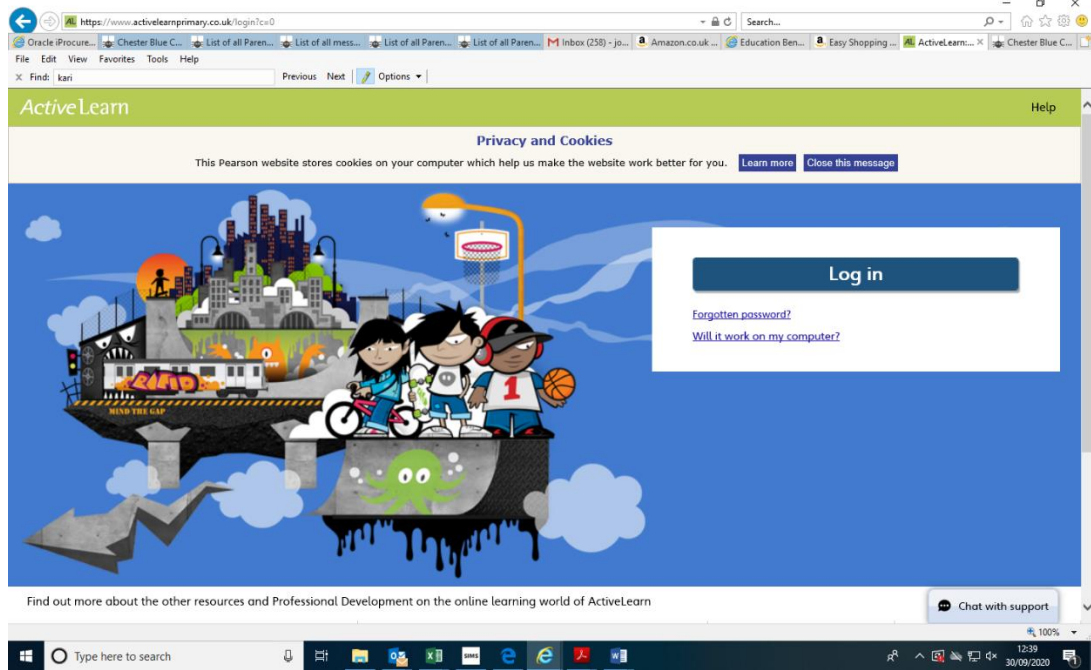 https://www.activelearnprimary.co.uk/login?c=0
Search...
Oracle iProcure... Chester Blue C... List of all Paren... List of all mess... List of all Paren... List of all Paren... Inbox (258) - jo... Amazon.co.uk ... Education Ben... Easy Shopping ... ActiveLearn:... Chester Blue C...
File Edit View Favorites Tools Help
Find: kari Previous Next Options
ActiveLearn Help
Privacy and Cookies
This Pearson website stores cookies on your computer which help us make the website work better for you. Learn more Close this message
Log in
Forgotten password?
Will it work on my computer?
RAPID
MIND THE GAP
1
Find out more about the other resources and Professional Development on the online learning world of ActiveLearn
Chat with support
100%
Type here to search
SIMS
12:39
30/09/2020